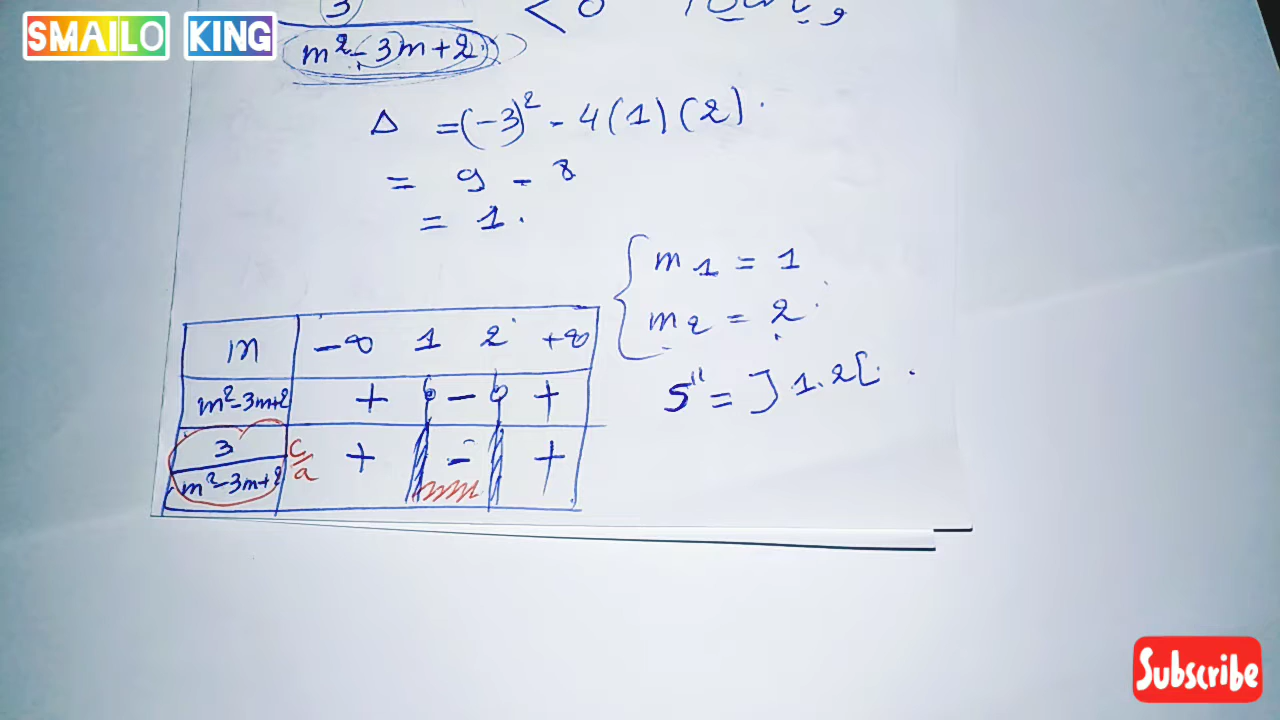 SMAILO KING
3
< 0
m² - 3m + 2
Δ = (-3)² - 4(1)(2).
= 9 - 8
= 1.
m1 = 1
m2 = 2
S" = ]1.2[ .
m -∞ 1 2 +∞
m²-3m+2 + 0 - 0 +
3 c + - +
m²-3m+2 a
Subscribe